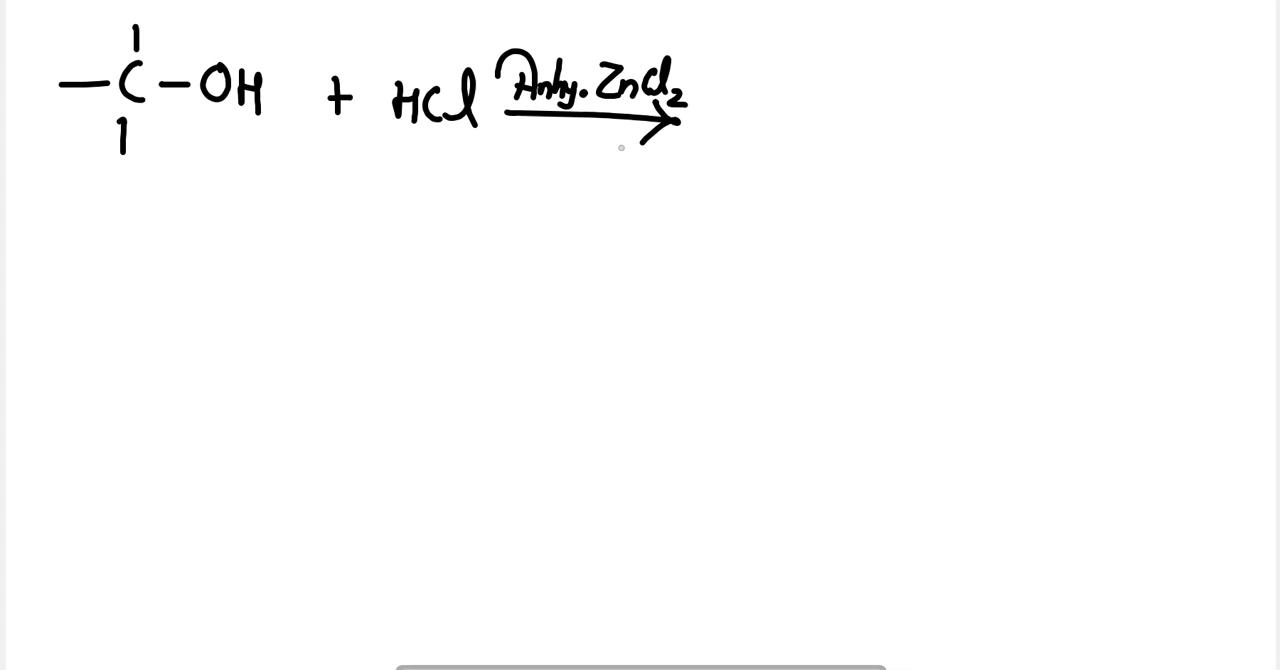 — C — OH + HCl Anhy. ZnCl₂ →